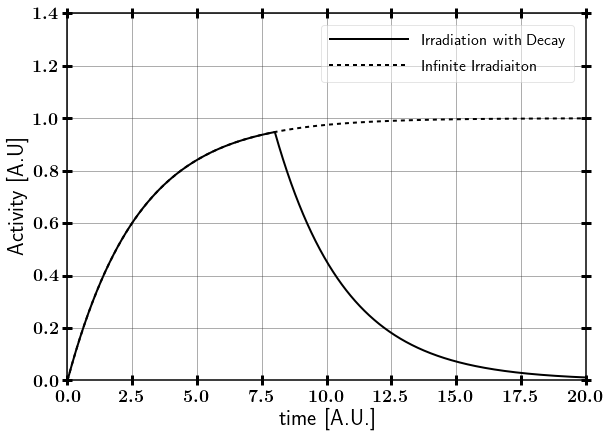 1.4
1.2
1.0
0.8
0.6
0.4
0.2
0.0
Activity [A.U]
Irradiation with Decay
Infinite Irradiaiton
0.0 2.5 5.0 7.5 10.0 12.5 15.0 17.5 20.0
time [A.U.]